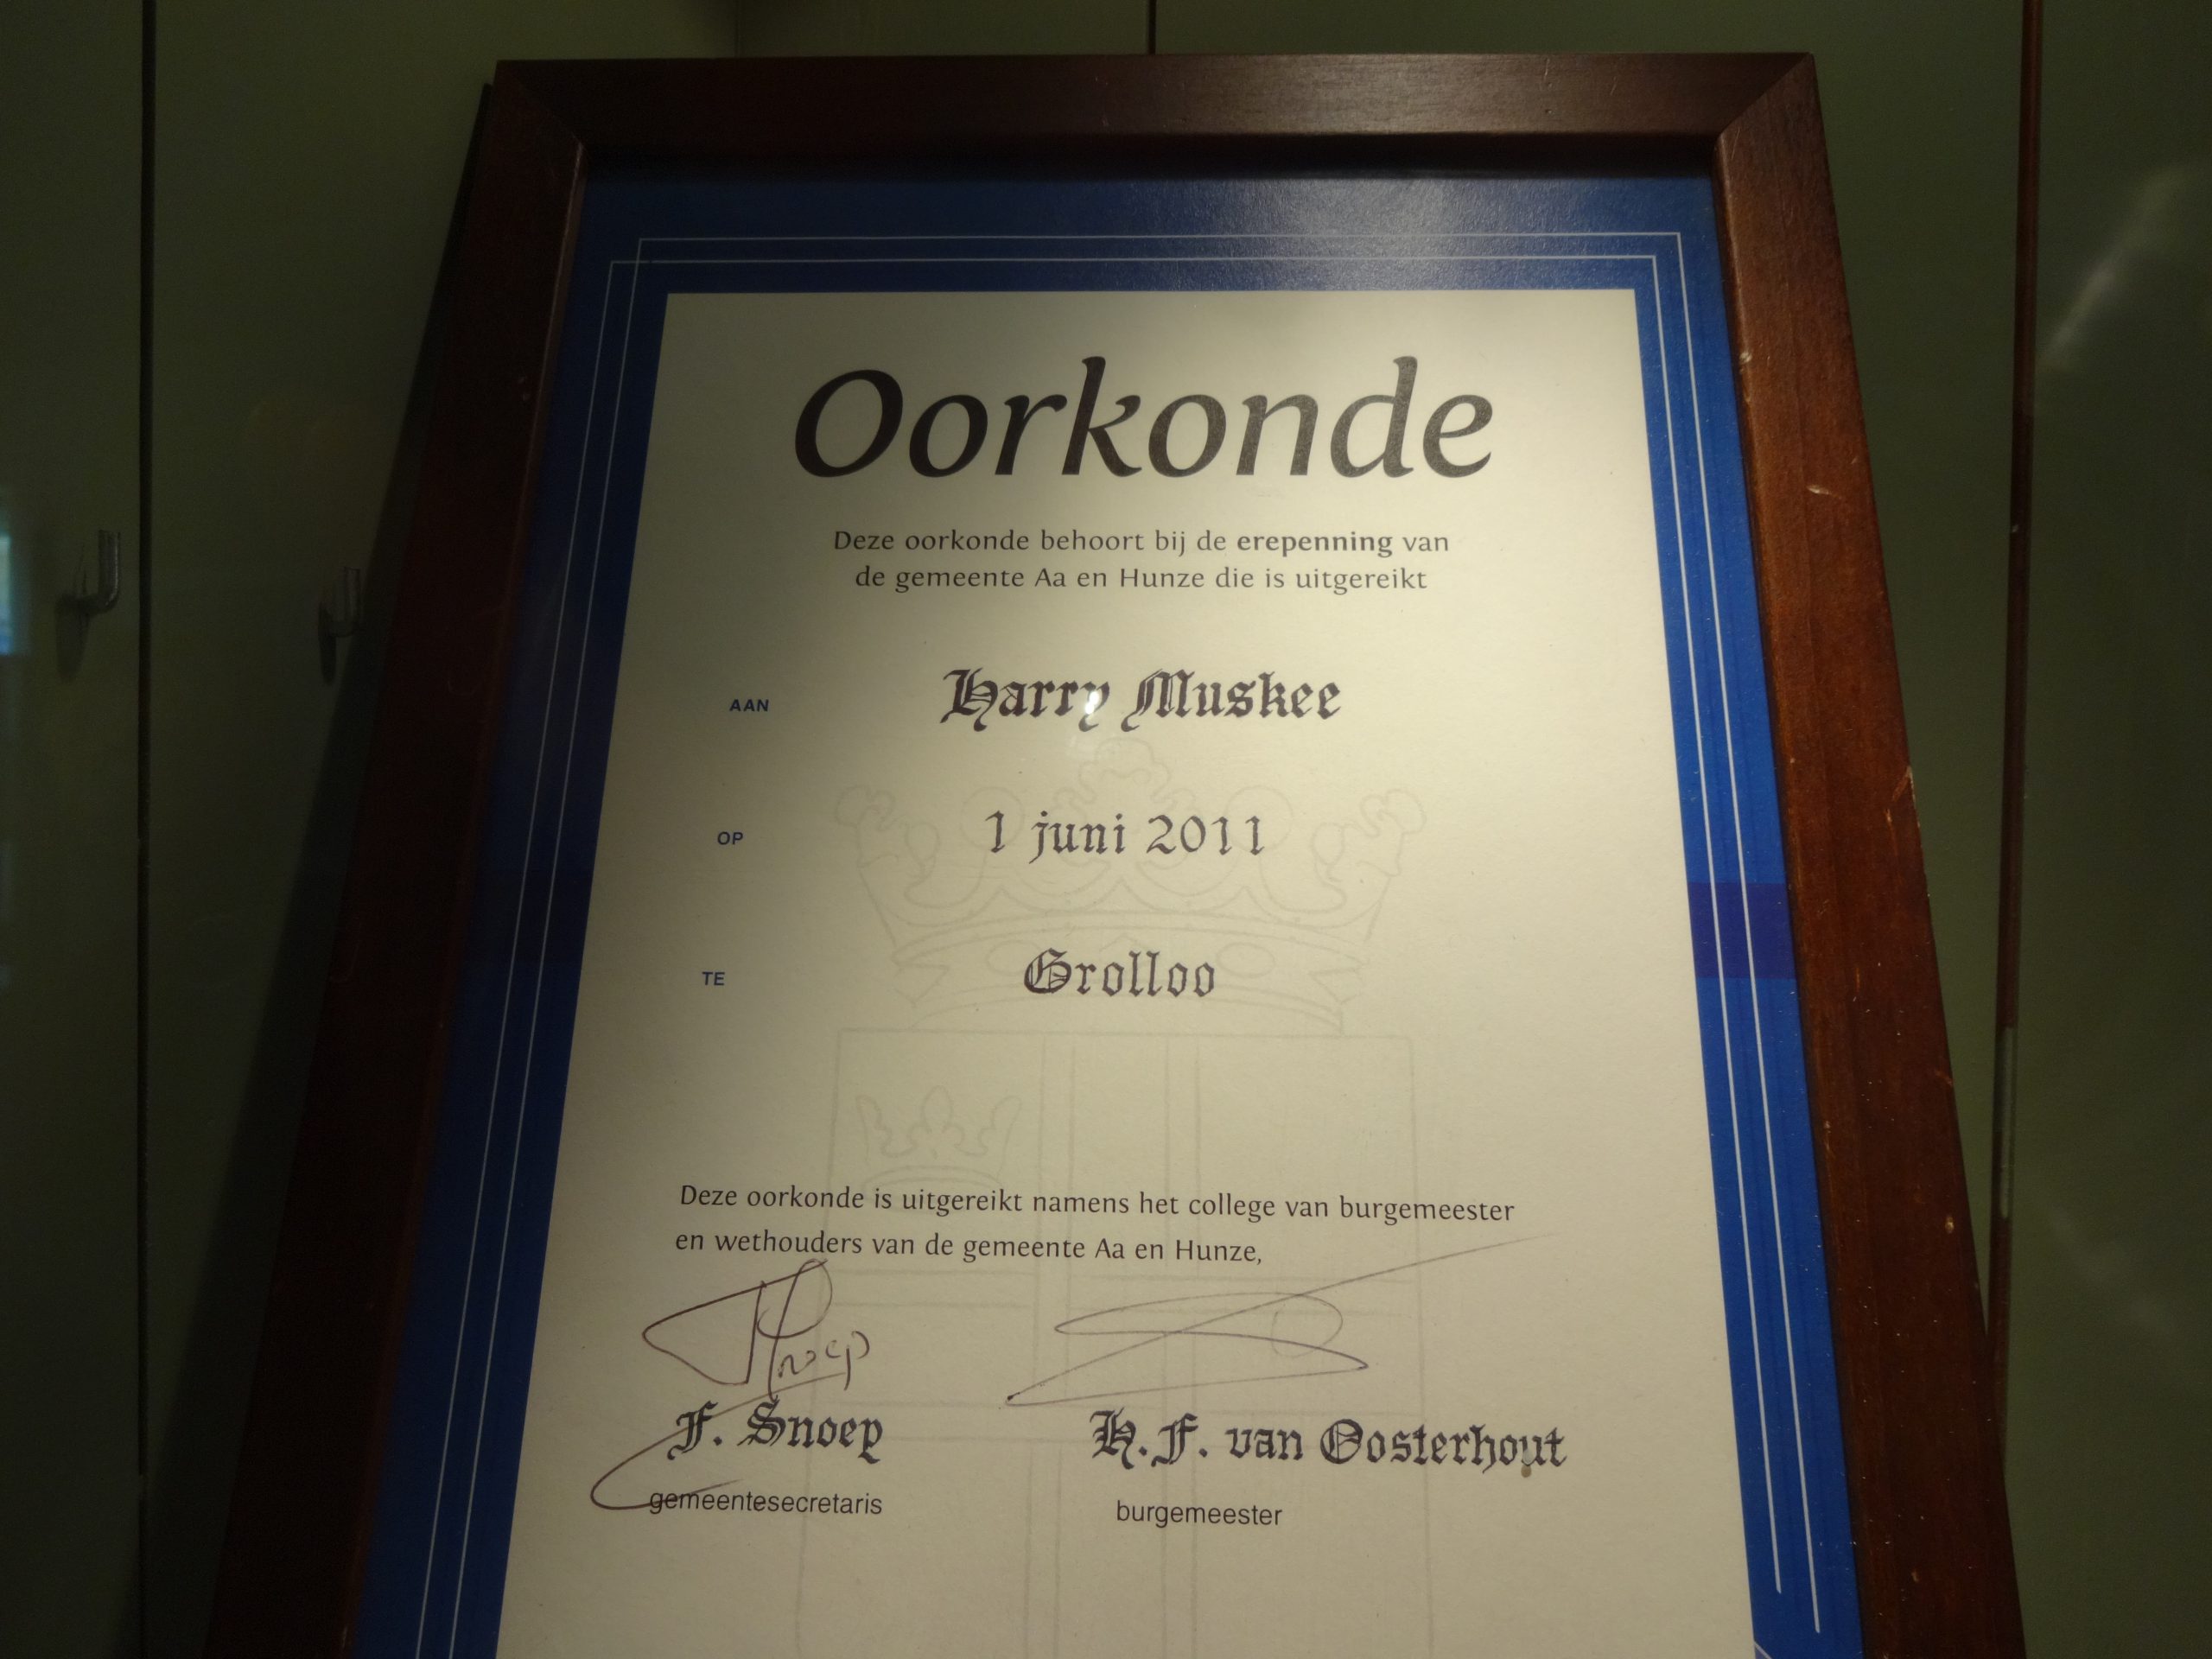 Oorkonde
Deze oorkonde behoort bij de erepenning van
de gemeente Aa en Hunze die is uitgereikt
AAN Harry Muskee
OP 1 juni 2011
TE Grolloo
Deze oorkonde is uitgereikt namens het college van burgemeester
en wethouders van de gemeente Aa en Hunze,
F. Snoep H.F. van Oosterhout
gemeentesecretaris burgemeester